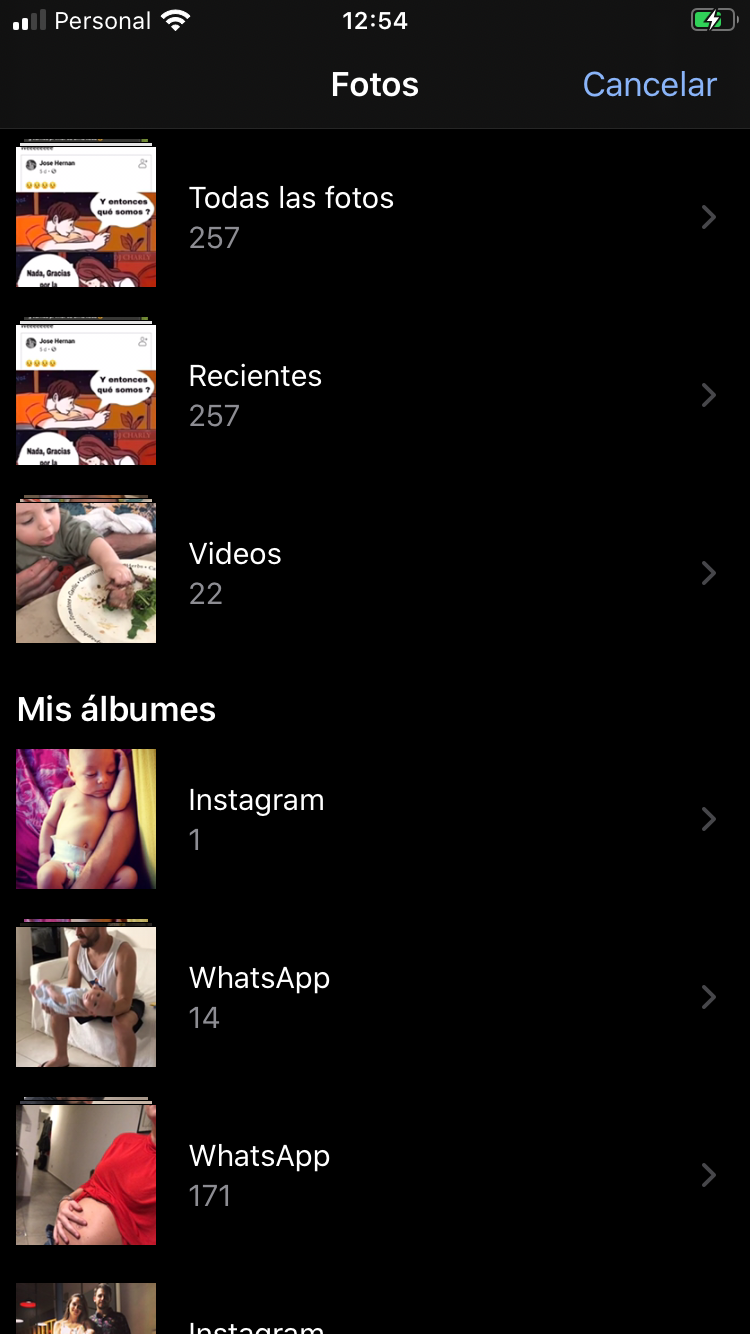 Personal
12:54
Fotos
Cancelar
Jose Hernan
Y entonces
qué somos ?
Nada, Gracias
por la
Todas las fotos
257
Jose Hernan
Y entonces
qué somos ?
Nada, Gracias
por la
Recientes
257
Videos
22
Mis álbumes
Instagram
1
WhatsApp
14
WhatsApp
171
Instagram